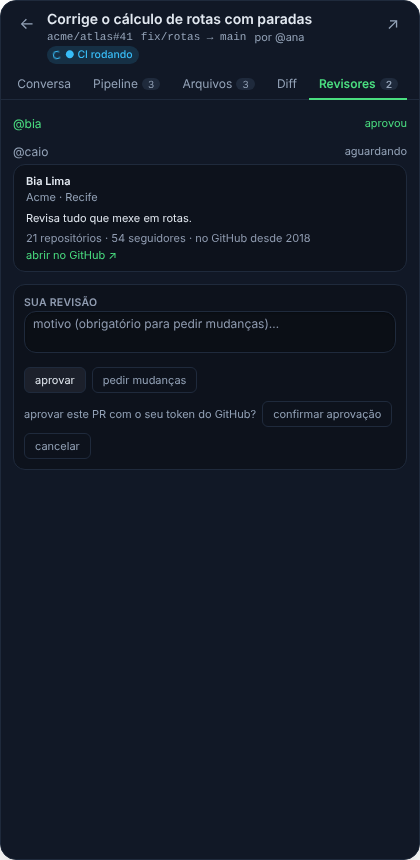 Corrige o cálculo de rotas com paradas
acme/atlas#41 fix/rotas → main por @ana
CI rodando
Conversa Pipeline 3 Arquivos 3 Diff Revisores 2
@bia aprovou
@caio aguardando
Bia Lima
Acme · Recife
Revisa tudo que mexe em rotas.
21 repositórios · 54 seguidores · no GitHub desde 2018
abrir no GitHub ↗
SUA REVISÃO
motivo (obrigatório para pedir mudanças)...
aprovar pedir mudanças
aprovar este PR com o seu token do GitHub? confirmar aprovação
cancelar